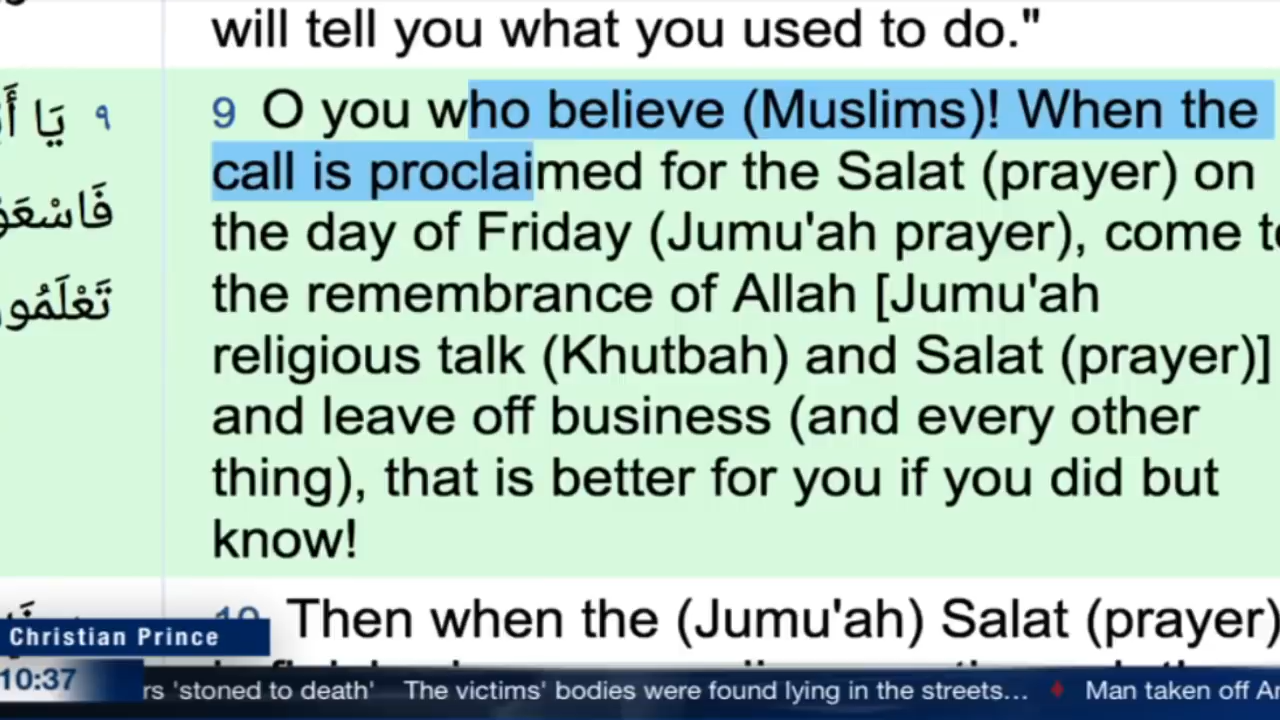 will tell you what you used to do."
٩ يَا
9 O you who believe (Muslims)! When the
call is proclaimed for the Salat (prayer) on
فَاسْعَوْ
the day of Friday (Jumu'ah prayer), come to
the remembrance of Allah [Jumu'ah
تَعْلَمُو
religious talk (Khutbah) and Salat (prayer)]
and leave off business (and every other
thing), that is better for you if you did but
know!
10 Then when the (Jumu'ah) Salat (prayer)
Christian Prince
10:37
rs 'stoned to death' The victims' bodies were found lying in the streets... Man taken off